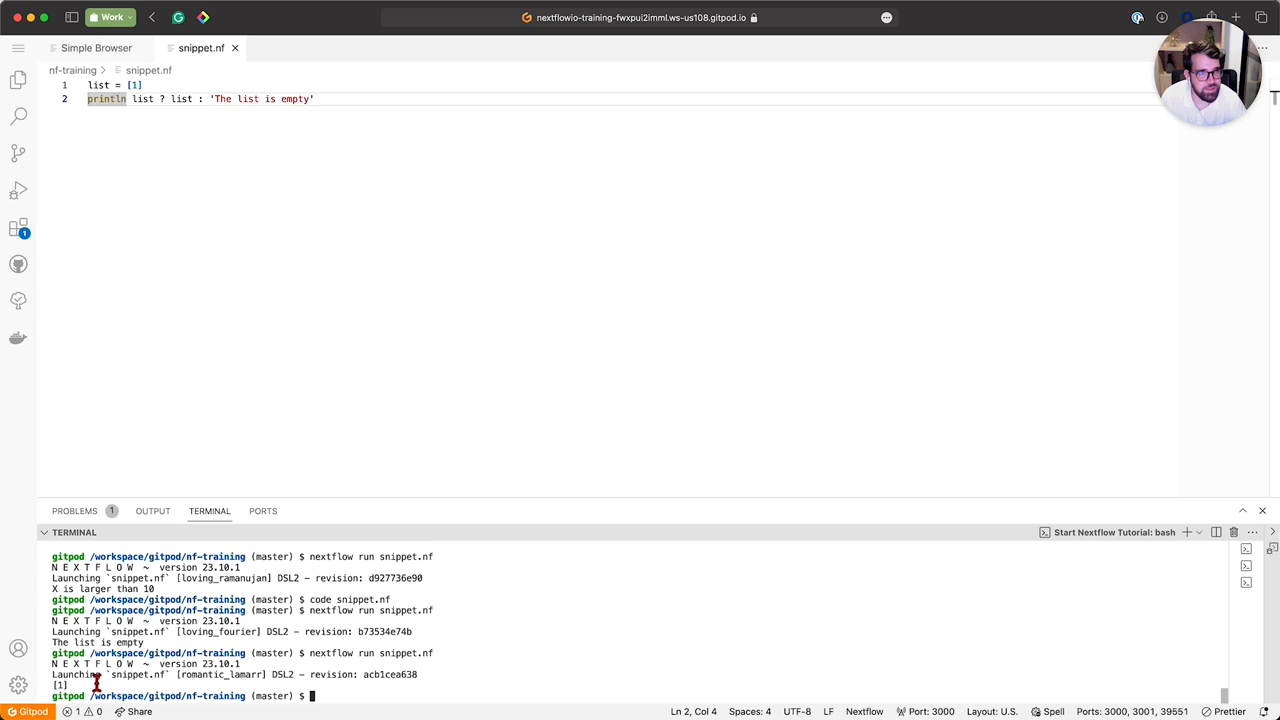 Work
nextflowio-training-fwxpui2imml.ws-us108.gitpod.io
Simple Browser
snippet.nf
nf-training > snippet.nf
1 list = [1]
2 println list ? list : 'The list is empty'
1
PROBLEMS 1 OUTPUT TERMINAL PORTS
TERMINAL
Start Nextflow Tutorial: bash
gitpod /workspace/gitpod/nf-training (master) $ nextflow run snippet.nf
N E X T F L O W ~ version 23.10.1
Launching `snippet.nf` [loving_ramanujan] DSL2 - revision: d927736e90
X is larger than 10
gitpod /workspace/gitpod/nf-training (master) $ code snippet.nf
gitpod /workspace/gitpod/nf-training (master) $ nextflow run snippet.nf
N E X T F L O W ~ version 23.10.1
Launching `snippet.nf` [loving_fourier] DSL2 - revision: b73534e74b
The list is empty
gitpod /workspace/gitpod/nf-training (master) $ nextflow run snippet.nf
N E X T F L O W ~ version 23.10.1
Launching `snippet.nf` [romantic_lamarr] DSL2 - revision: acb1cea638
[1]
gitpod /workspace/gitpod/nf-training (master) $
Gitpod 1 0 Share Ln 2, Col 4 Spaces: 4 UTF-8 LF Nextflow Port: 3000 Layout: U.S. Spell Ports: 3000, 3001, 39551 Prettier